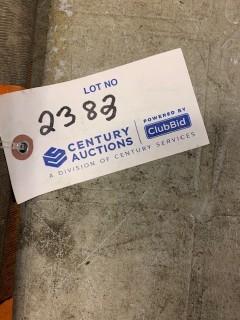 LOT NO
2383
CENTURY
AUCTIONS
POWERED BY
ClubBid
A DIVISION OF CENTURY SERVICES